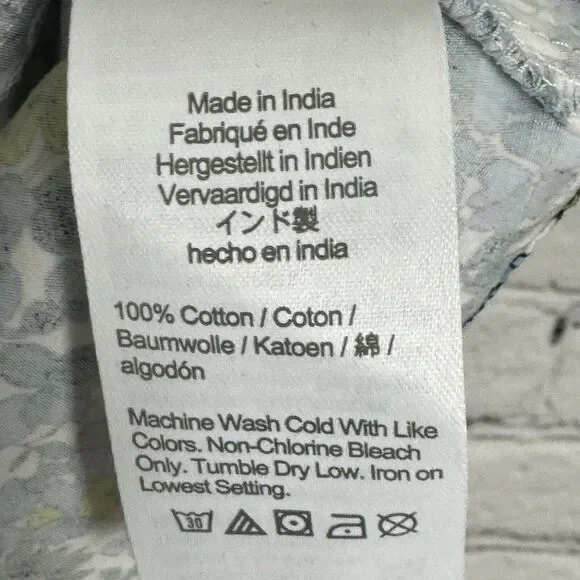 Made in India
Fabriqué en Inde
Hergestellt in Indien
Vervaardigd in India
インド製
hecho en india
100% Cotton / Coton /
Baumwolle / Katoen / 綿 /
algodón
Machine Wash Cold With Like
Colors. Non-Chlorine Bleach
Only. Tumble Dry Low. Iron on
Lowest Setting.
30